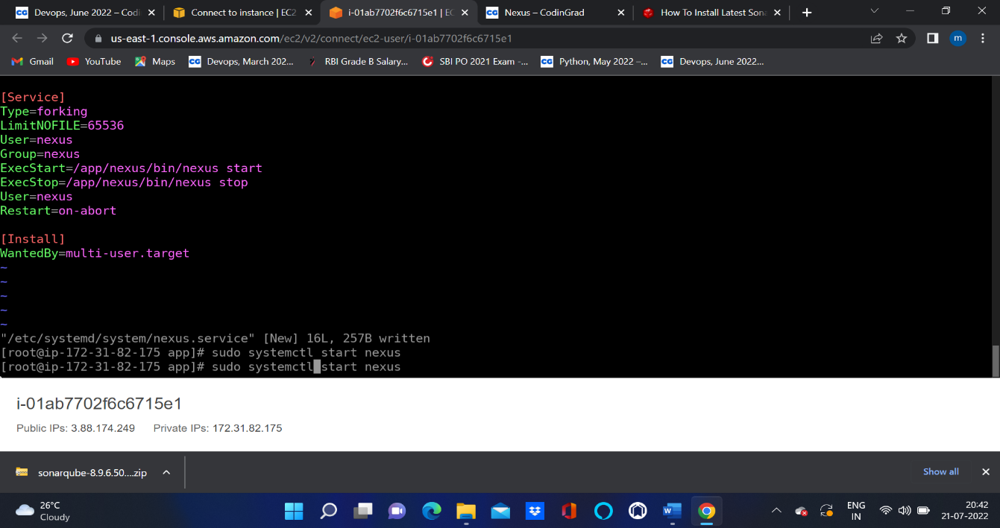 Devops, June 2022 – Codi
Connect to instance | EC2
i-01ab7702f6c6715e1 | EC
Nexus – CodinGrad
How To Install Latest Sona
us-east-1.console.aws.amazon.com/ec2/v2/connect/ec2-user/i-01ab7702f6c6715e1
m
Gmail
YouTube
Maps
CG
Devops, March 202...
RBI Grade B Salary...
SBI PO 2021 Exam -...
CG
Python, May 2022 –...
CG
Devops, June 2022...
[Service]
Type=forking
LimitNOFILE=65536
User=nexus
Group=nexus
ExecStart=/app/nexus/bin/nexus start
ExecStop=/app/nexus/bin/nexus stop
User=nexus
Restart=on-abort
[Install]
WantedBy=multi-user.target
~
~
~
~
~
"/etc/systemd/system/nexus.service" [New] 16L, 257B written
[root@ip-172-31-82-175 app]# sudo systemctl start nexus
[root@ip-172-31-82-175 app]# sudo systemctl start nexus
i-01ab7702f6c6715e1
Public IPs: 3.88.174.249 Private IPs: 172.31.82.175
sonarqube-8.9.6.50....zip
Show all
26°C
Cloudy
ENG
IN
20:42
21-07-2022